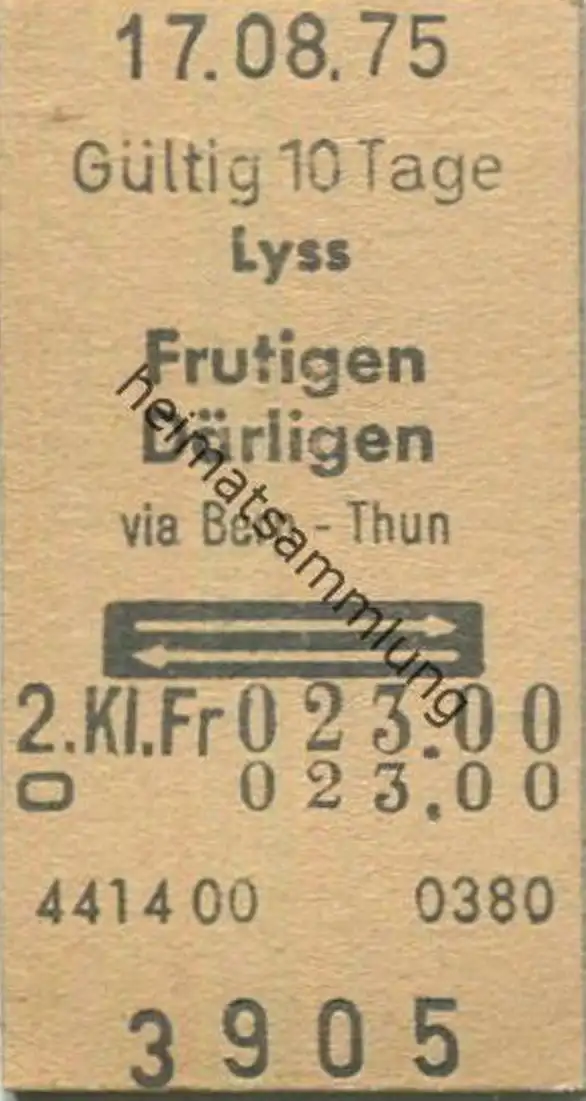 17.08.75
Gültig 10 Tage
Lyss
Frutigen
Därligen
via Bern - Thun
2.Kl.Fr 023.00
0 023.00
4414 00 0380
3905
heimatsammlung